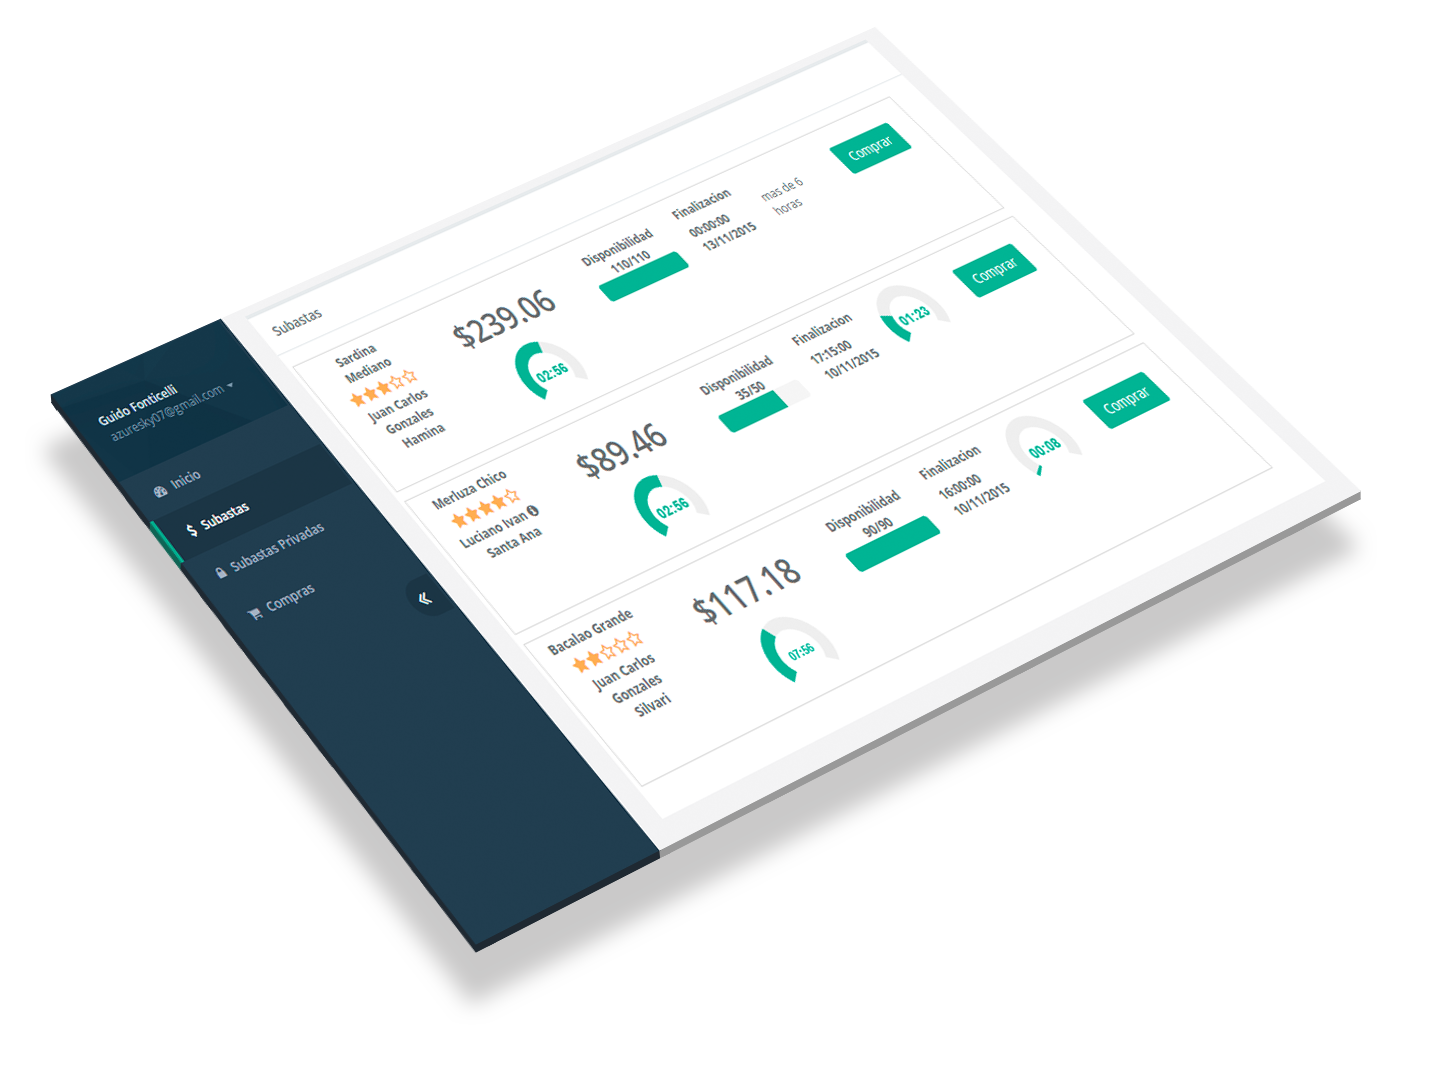 Guido Fonticelli
azuresky07@gmail.com
Inicio
Subastas
Subastas Privadas
Compras
«
Subastas
Sardina
Mediano
Juan Carlos
Gonzales
Hamina
$239.06
02:56
Disponibilidad
110/110
Finalizacion
00:00:00
13/11/2015
mas de 6
horas
Comprar
Merluza Chico
Luciano Ivan
Santa Ana
$89.46
02:56
Disponibilidad
35/50
Finalizacion
17:15:00
10/11/2015
01:23
Comprar
Bacalao Grande
Juan Carlos
Gonzales
Silvari
$117.18
07:56
Disponibilidad
90/90
Finalizacion
16:00:00
10/11/2015
00:08
Comprar